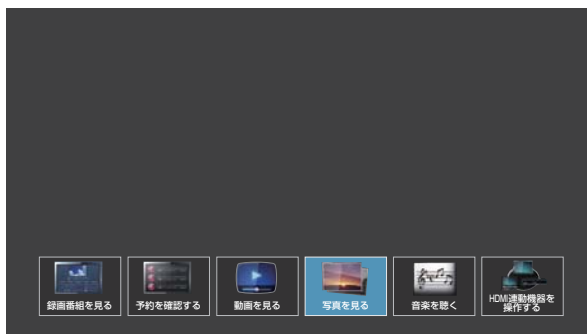 録画番組を見る
予約を確認する
動画を見る
写真を見る
音楽を聴く
HDMI連動機器を
操作する